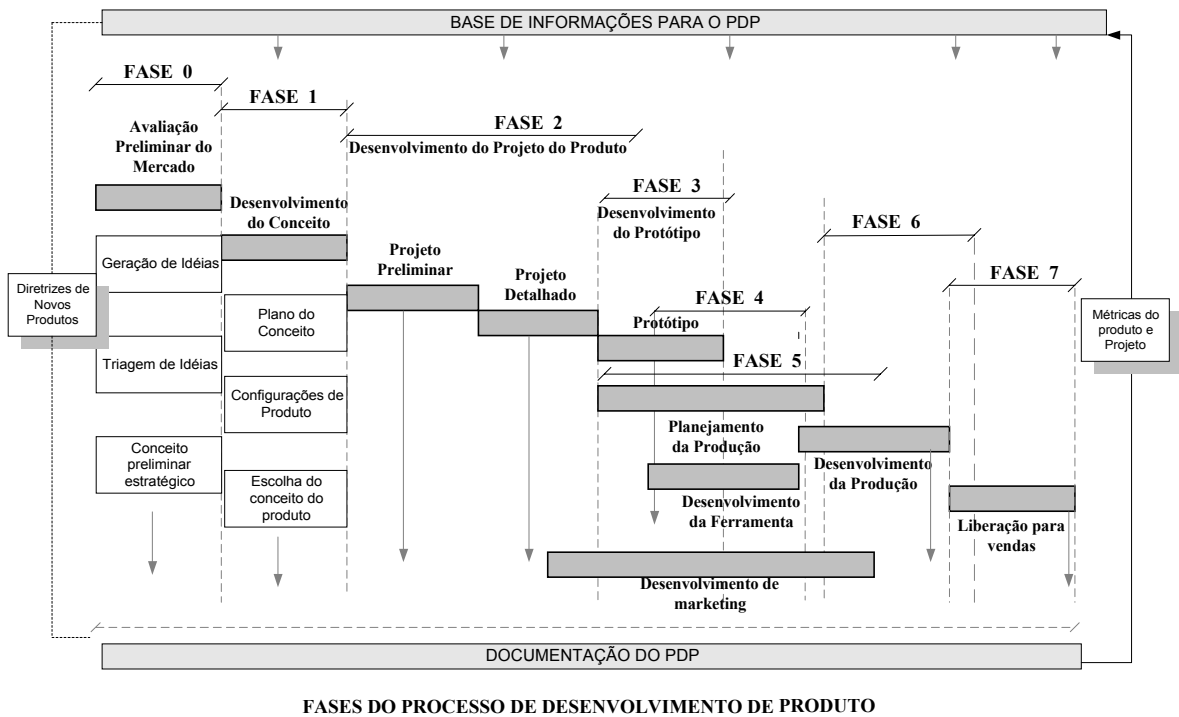 BASE DE INFORMAÇÕES PARA O PDP
FASE 0
FASE 1
Avaliação
Preliminar do
Mercado
FASE 2
Desenvolvimento do Projeto do Produto
FASE 3
Desenvolvimento
do Protótipo
Desenvolvimento
do Conceito
FASE 6
Geração de Idéias
Projeto
Preliminar
Projeto
Detalhado
FASE 7
Diretrizes de
Novos
Produtos
Plano do
Conceito
FASE 4
Protótipo
Métricas do
produto e
Projeto
Triagem de Idéias
FASE 5
Configurações de
Produto
Planejamento
da Produção
Conceito
preliminar
estratégico
Desenvolvimento
da Produção
Escolha do
conceito do
produto
Desenvolvimento
da Ferramenta
Liberação para
vendas
Desenvolvimento de
marketing
DOCUMENTAÇÃO DO PDP
FASES DO PROCESSO DE DESENVOLVIMENTO DE PRODUTO